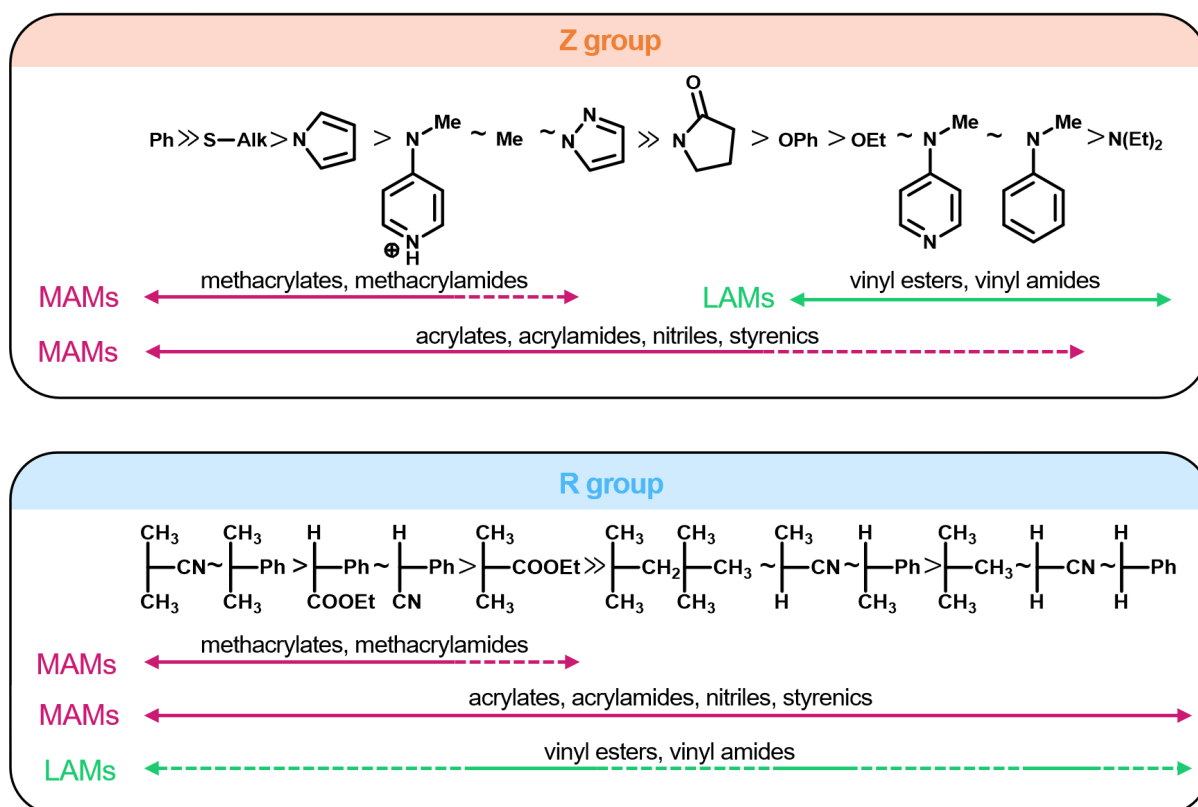 Z group
Ph ≫ S–Alk > N > N Me ~ Me ~ N N ≫ N O > OPh > OEt ~ N Me ~ N Me > N(Et)₂
⊕ N H N
methacrylates, methacrylamides vinyl esters, vinyl amides
MAMs LAMs
acrylates, acrylamides, nitriles, styrenics
MAMs
R group
CH₃ CH₃ H H CH₃ CH₃ CH₃ CH₃ H CH₃ H H
CN ~ Ph > Ph ~ Ph > COOEt ≫ CH₂ CH₃ ~ CN ~ Ph > CH₃ ~ CN ~ Ph
CH₃ CH₃ COOEt CN CH₃ CH₃ CH₃ H CH₃ CH₃ H H
methacrylates, methacrylamides
MAMs
acrylates, acrylamides, nitriles, styrenics
MAMs
vinyl esters, vinyl amides
LAMs